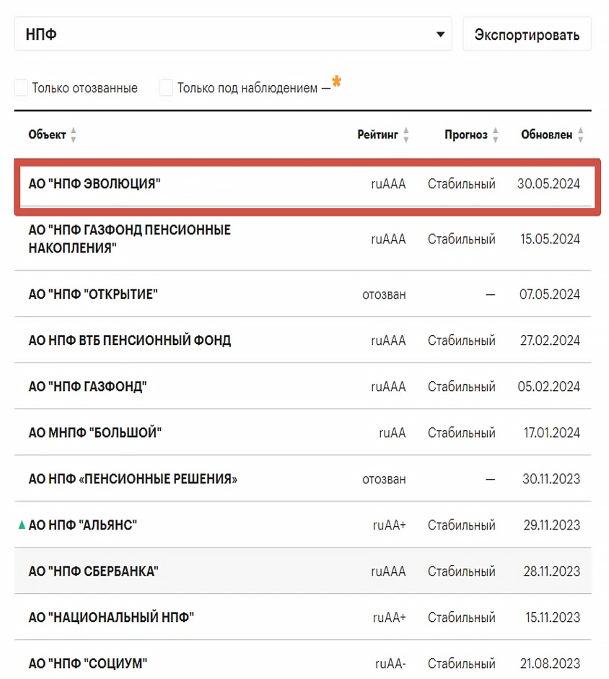 НПФ
Экспортировать
Только отозванные Только под наблюдением —*
Объект Рейтинг Прогноз Обновлен
АО "НПФ ЭВОЛЮЦИЯ" ruAAA Стабильный 30.05.2024
АО "НПФ ГАЗФОНД ПЕНСИОННЫЕ
НАКОПЛЕНИЯ" ruAAA Стабильный 15.05.2024
АО "НПФ "ОТКРЫТИЕ" отозван — 07.05.2024
АО НПФ ВТБ ПЕНСИОННЫЙ ФОНД ruAAA Стабильный 27.02.2024
АО "НПФ ГАЗФОНД" ruAAA Стабильный 05.02.2024
АО МНПФ "БОЛЬШОЙ" ruAA Стабильный 17.01.2024
АО НПФ «ПЕНСИОННЫЕ РЕШЕНИЯ» отозван — 30.11.2023
АО НПФ "АЛЬЯНС" ruAA+ Стабильный 29.11.2023
АО "НПФ СБЕРБАНКА" ruAAA Стабильный 28.11.2023
АО "НАЦИОНАЛЬНЫЙ НПФ" ruAA+ Стабильный 15.11.2023
АО "НПФ "СОЦИУМ" ruAA- Стабильный 21.08.2023